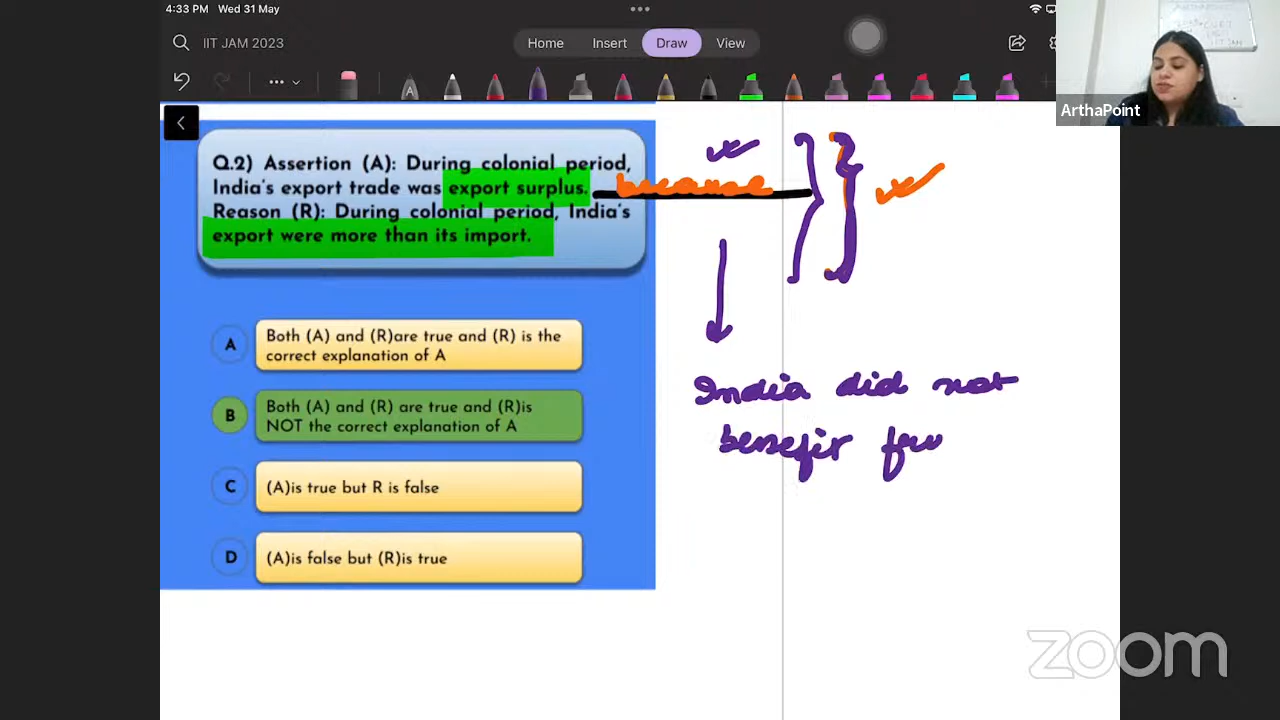 4:33 PM Wed 31 May
IIT JAM 2023
Home Insert Draw View
A
ArthaPoint
Q.2) Assertion (A): During colonial period,
India's export trade was export surplus.
because
Reason (R): During colonial period, India's
export were more than its import.
A
Both (A) and (R)are true and (R) is the
correct explanation of A
B
Both (A) and (R) are true and (R)is
NOT the correct explanation of A
C
(A)is true but R is false
D
(A)is false but (R)is true
India did not
benefit
zoom